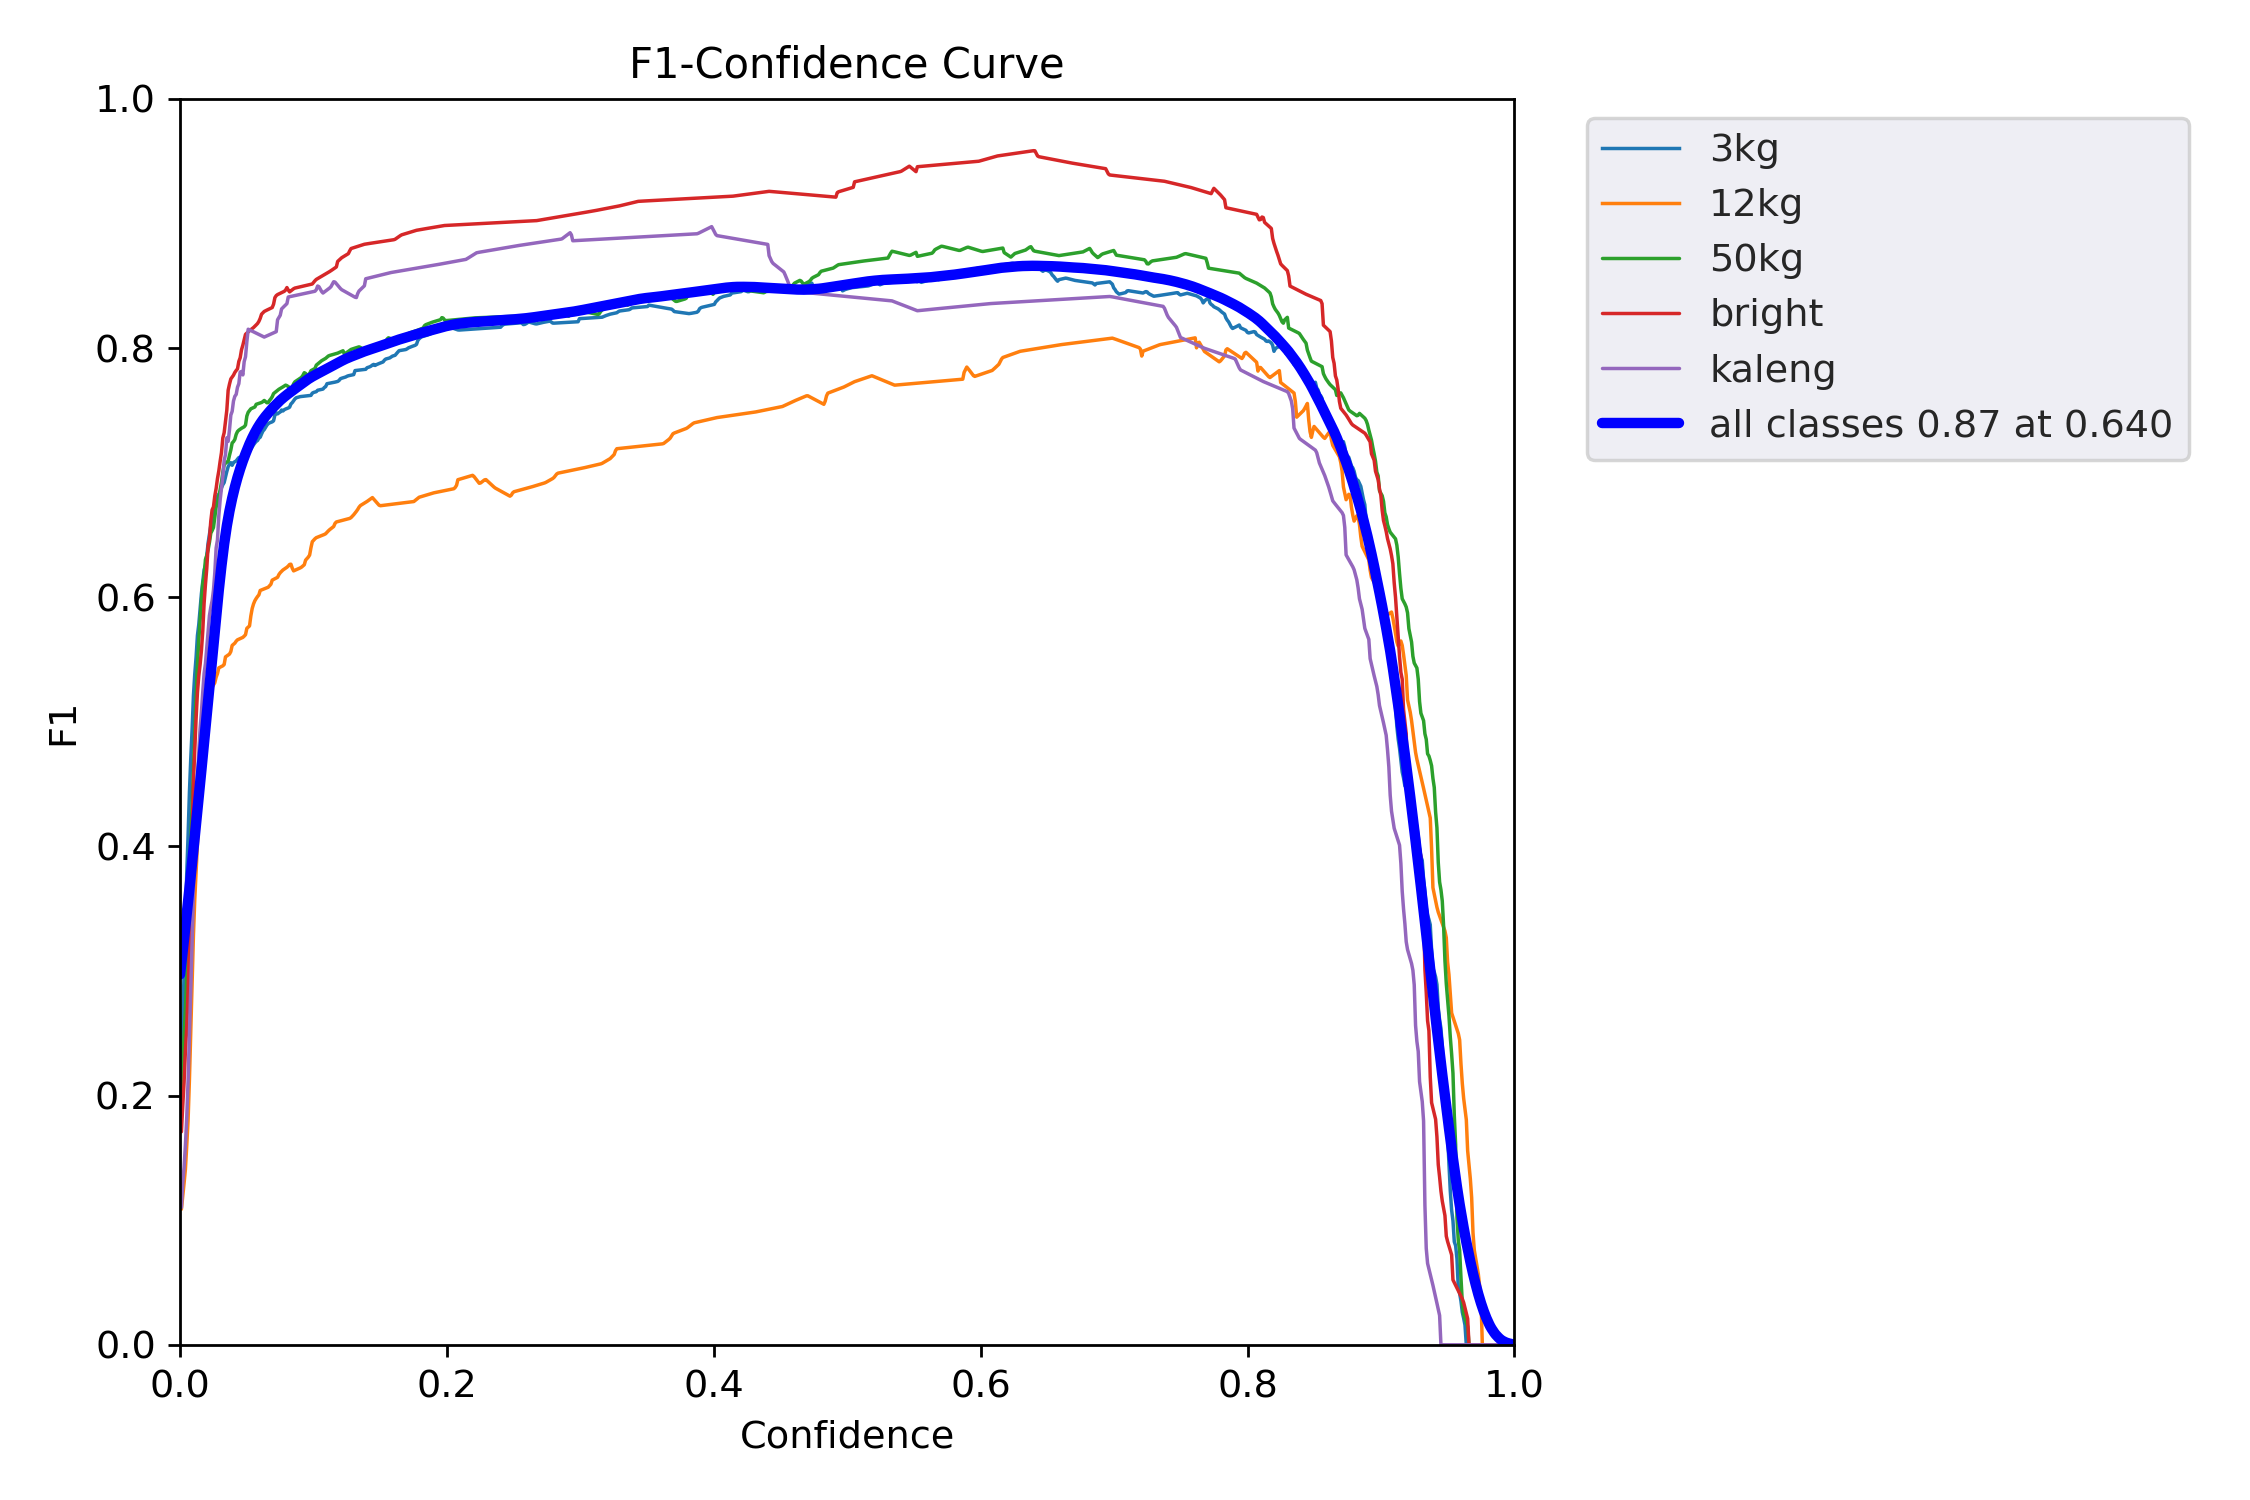 F1-Confidence Curve
1.0
0.8
0.6
0.4
0.2
0.0
F1
0.0 0.2 0.4 0.6 0.8 1.0
Confidence
3kg
12kg
50kg
bright
kaleng
all classes 0.87 at 0.640